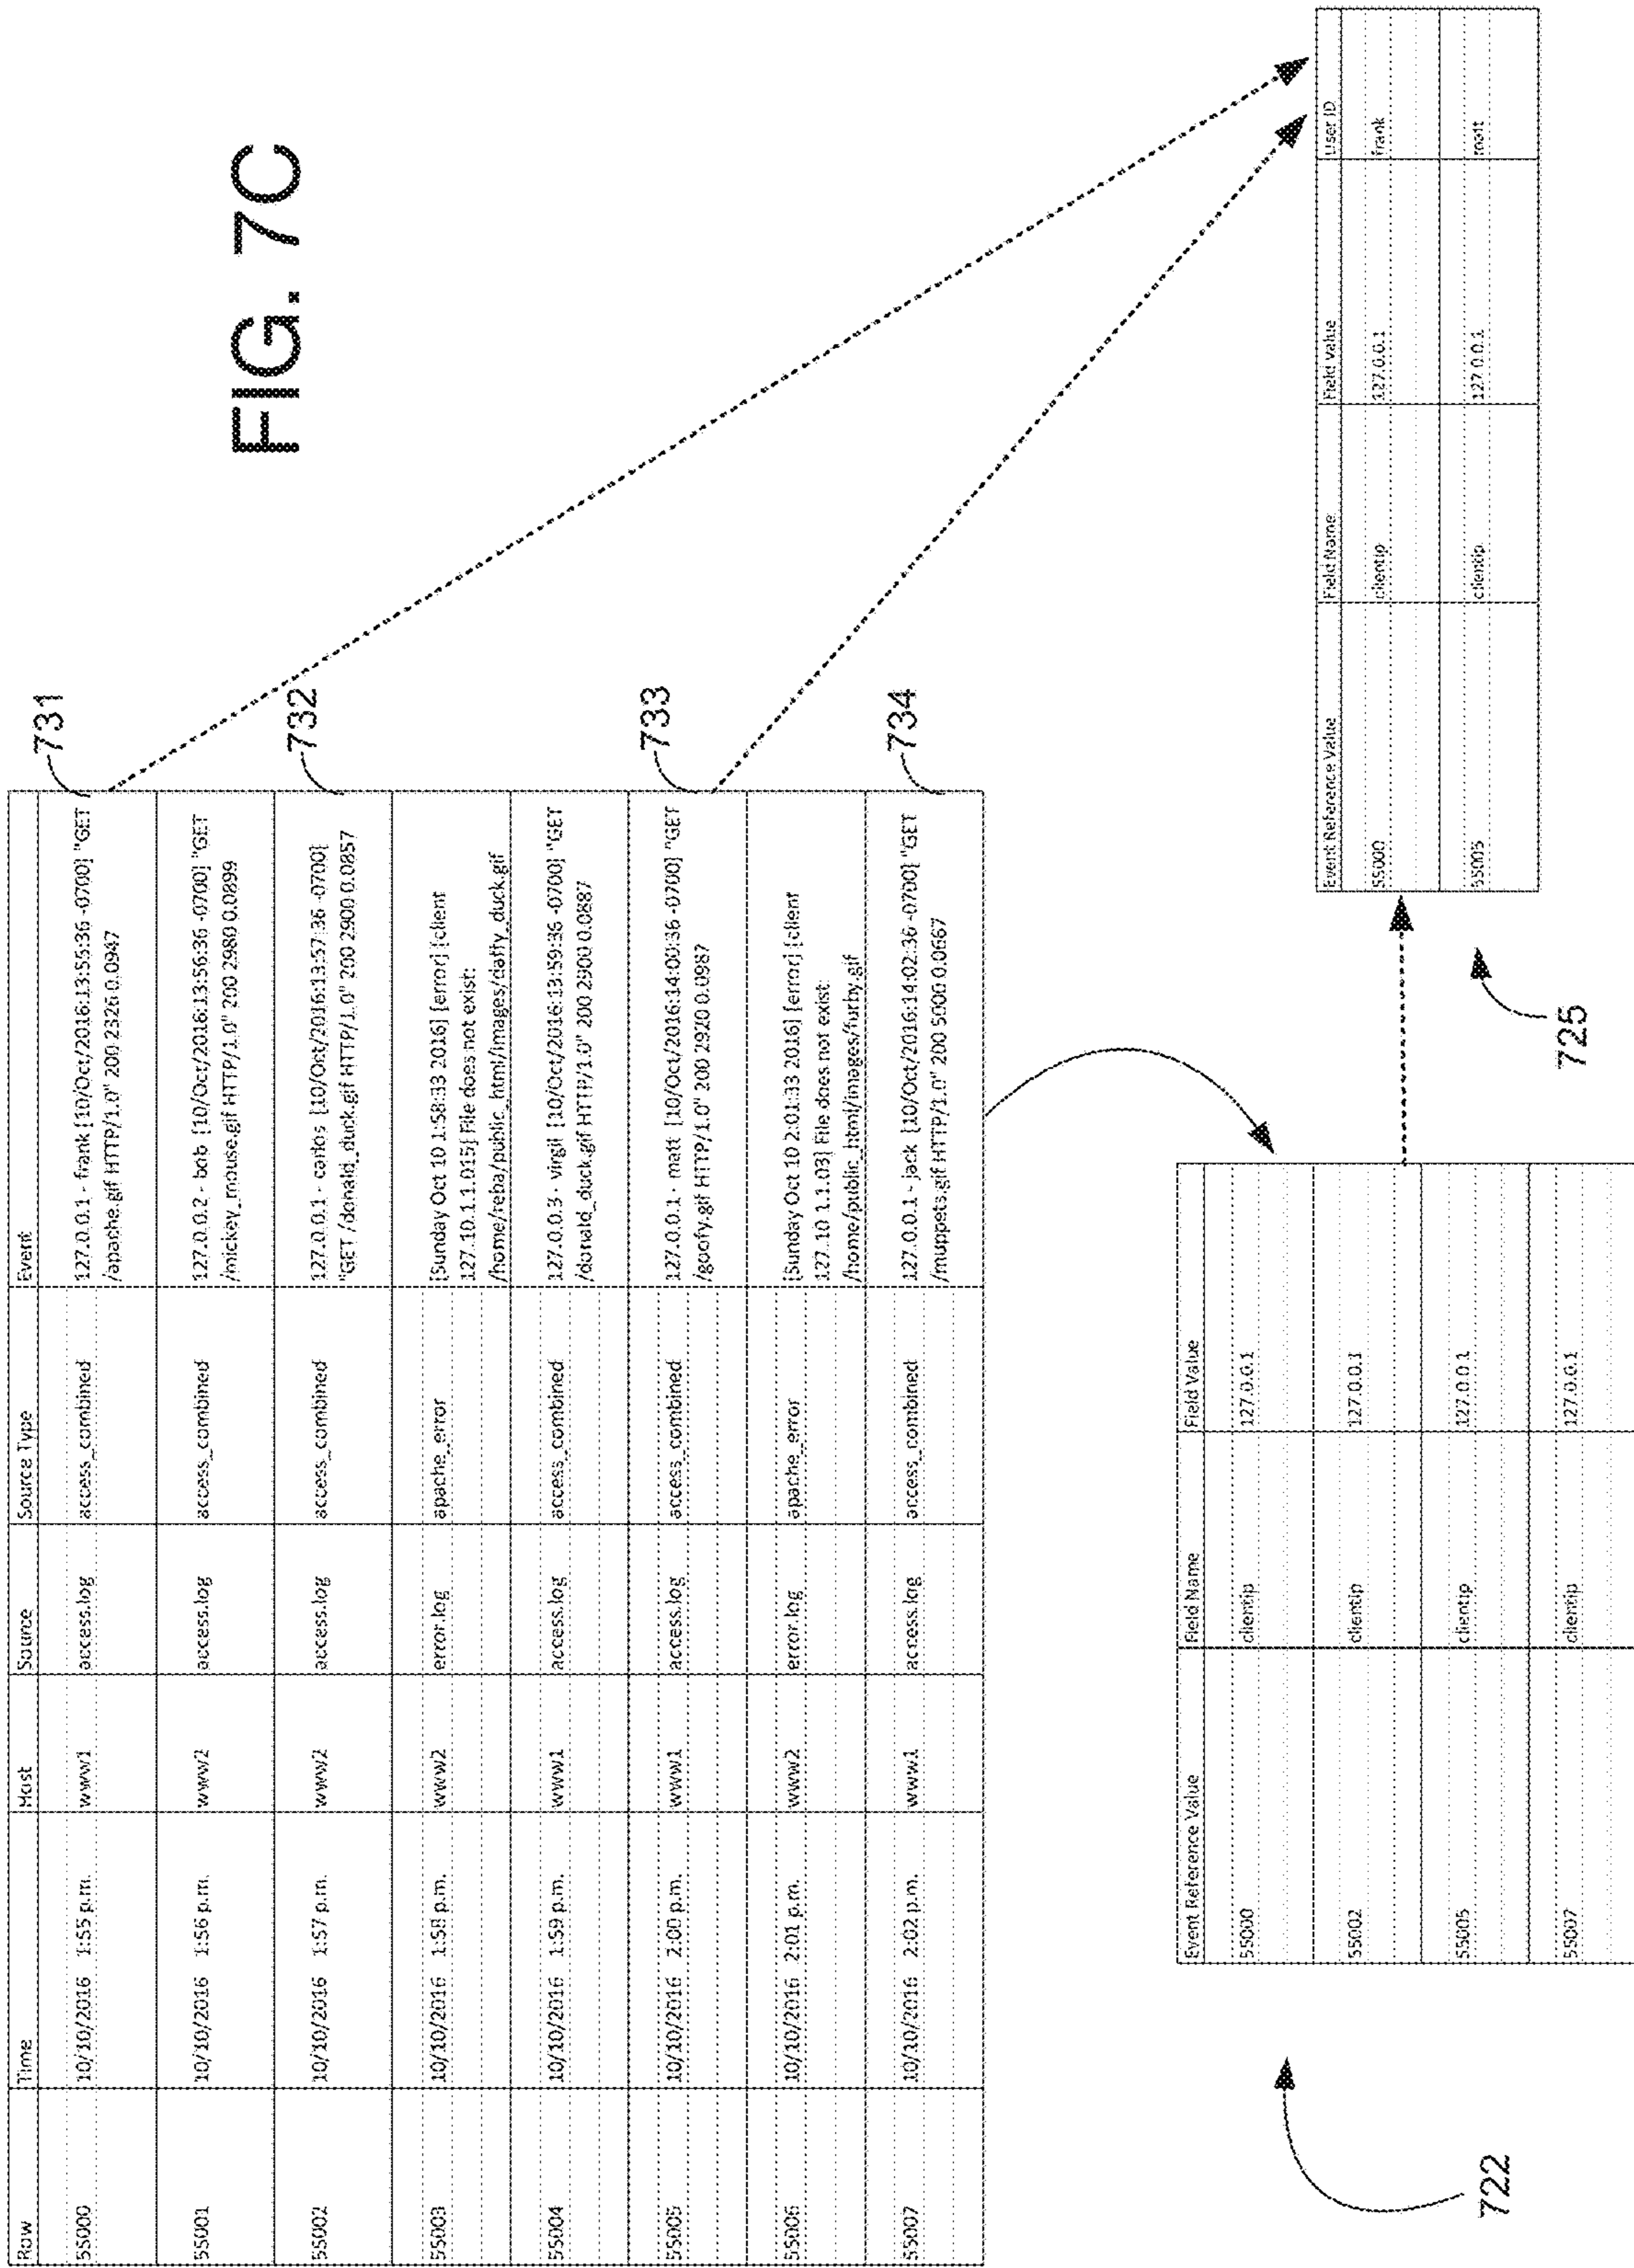 FIG. 7C
Row Time Host Source Source Type Event
55000 10/10/2016 1:55 p.m. www1 access.log access_combined 127.0.0.1 - frank [10/Oct/2016:13:55:36 -0700] "GET
/apache.gif HTTP/1.0" 200 2326 0.0947
731
55001 10/10/2016 1:56 p.m. www2 access.log access_combined 127.0.0.2 - bob [10/Oct/2016:13:56:36 -0700] "GET
/mickey_mouse.gif HTTP/1.0" 200 2980 0.0899
55002 10/10/2016 1:57 p.m. www2 access.log access_combined 127.0.0.1 - carlos [10/Oct/2016:13:57:36 -0700]
"GET /donald_duck.gif HTTP/1.0" 200 2900 0.0857
732
55003 10/10/2016 1:58 p.m. www2 error.log apache_error [Sunday Oct 10 1:58:33 2016] [error] [client
127.10.1.1.015] File does not exist:
/home/reba/public_html/images/daffy_duck.gif
55004 10/10/2016 1:59 p.m. www1 access.log access_combined 127.0.0.3 - virgil [10/Oct/2016:13:59:36 -0700] "GET
/donald_duck.gif HTTP/1.0" 200 2900 0.0887
55005 10/10/2016 2:00 p.m. www1 access.log access_combined 127.0.0.1 - matt [10/Oct/2016:14:00:36 -0700] "GET
/goofy.gif HTTP/1.0" 200 2920 0.0987
733
55006 10/10/2016 2:01 p.m. www2 error.log apache_error [Sunday Oct 10 2:01:33 2016] [error] [client
127.10.1.1.03] File does not exist:
/home/public_html/images/furby.gif
55007 10/10/2016 2:02 p.m. www1 access.log access_combined 127.0.0.1 - jack [10/Oct/2016:14:02:36 -0700] "GET
/muppets.gif HTTP/1.0" 200 5000 0.0667
734
722
Event Reference Value Field Name Field Value
55000 clientip 127.0.0.1
55002 clientip 127.0.0.1
55005 clientip 127.0.0.1
55007 clientip 127.0.0.1
725
Event Reference Value Field Name Field Value User ID
55000 clientip 127.0.0.1 frank
55005 clientip 127.0.0.1 matt